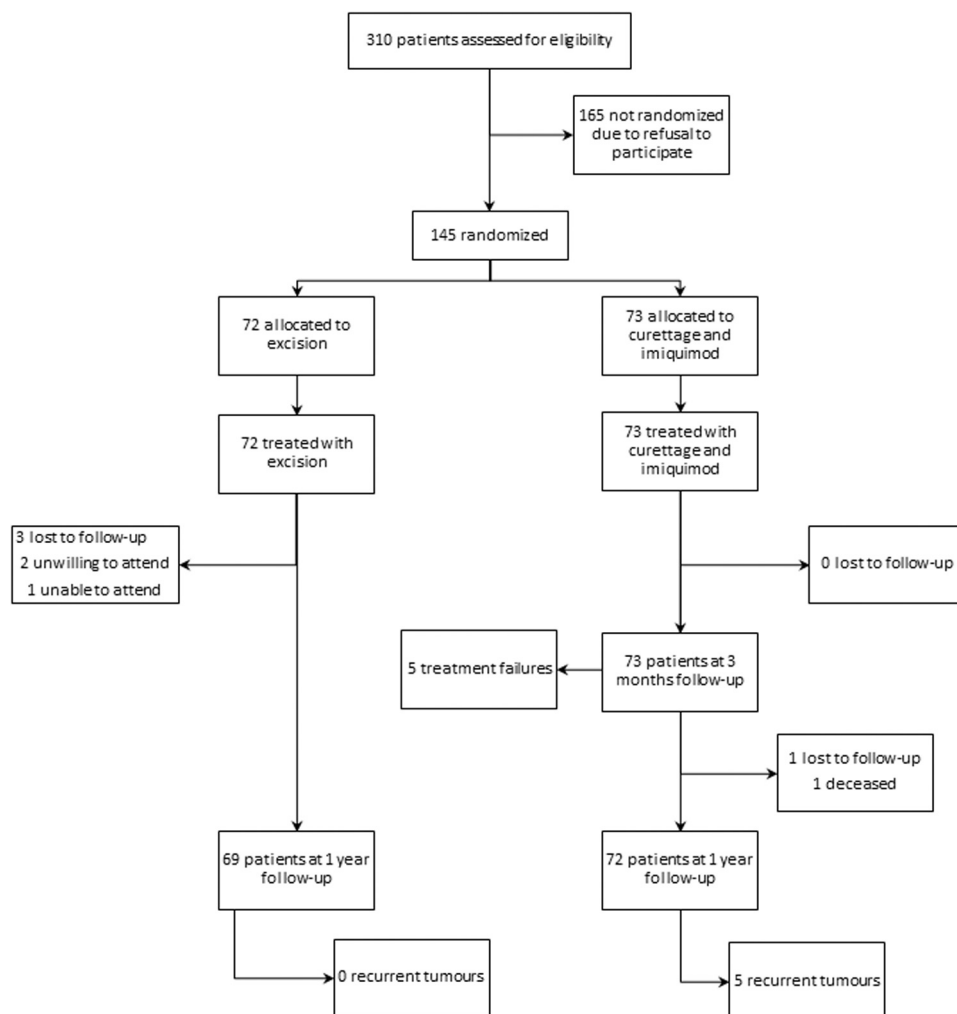 310 patients assessed for eligibility
165 not randomized
due to refusal to
participate
145 randomized
72 allocated to
excision
73 allocated to
curettage and
imiquimod
72 treated with
excision
73 treated with
curettage and
imiquimod
3 lost to follow-up
2 unwilling to attend
1 unable to attend
0 lost to follow-up
5 treatment failures
73 patients at 3
months follow-up
1 lost to follow-up
1 deceased
69 patients at 1 year
follow-up
72 patients at 1 year
follow-up
0 recurrent tumours
5 recurrent tumours